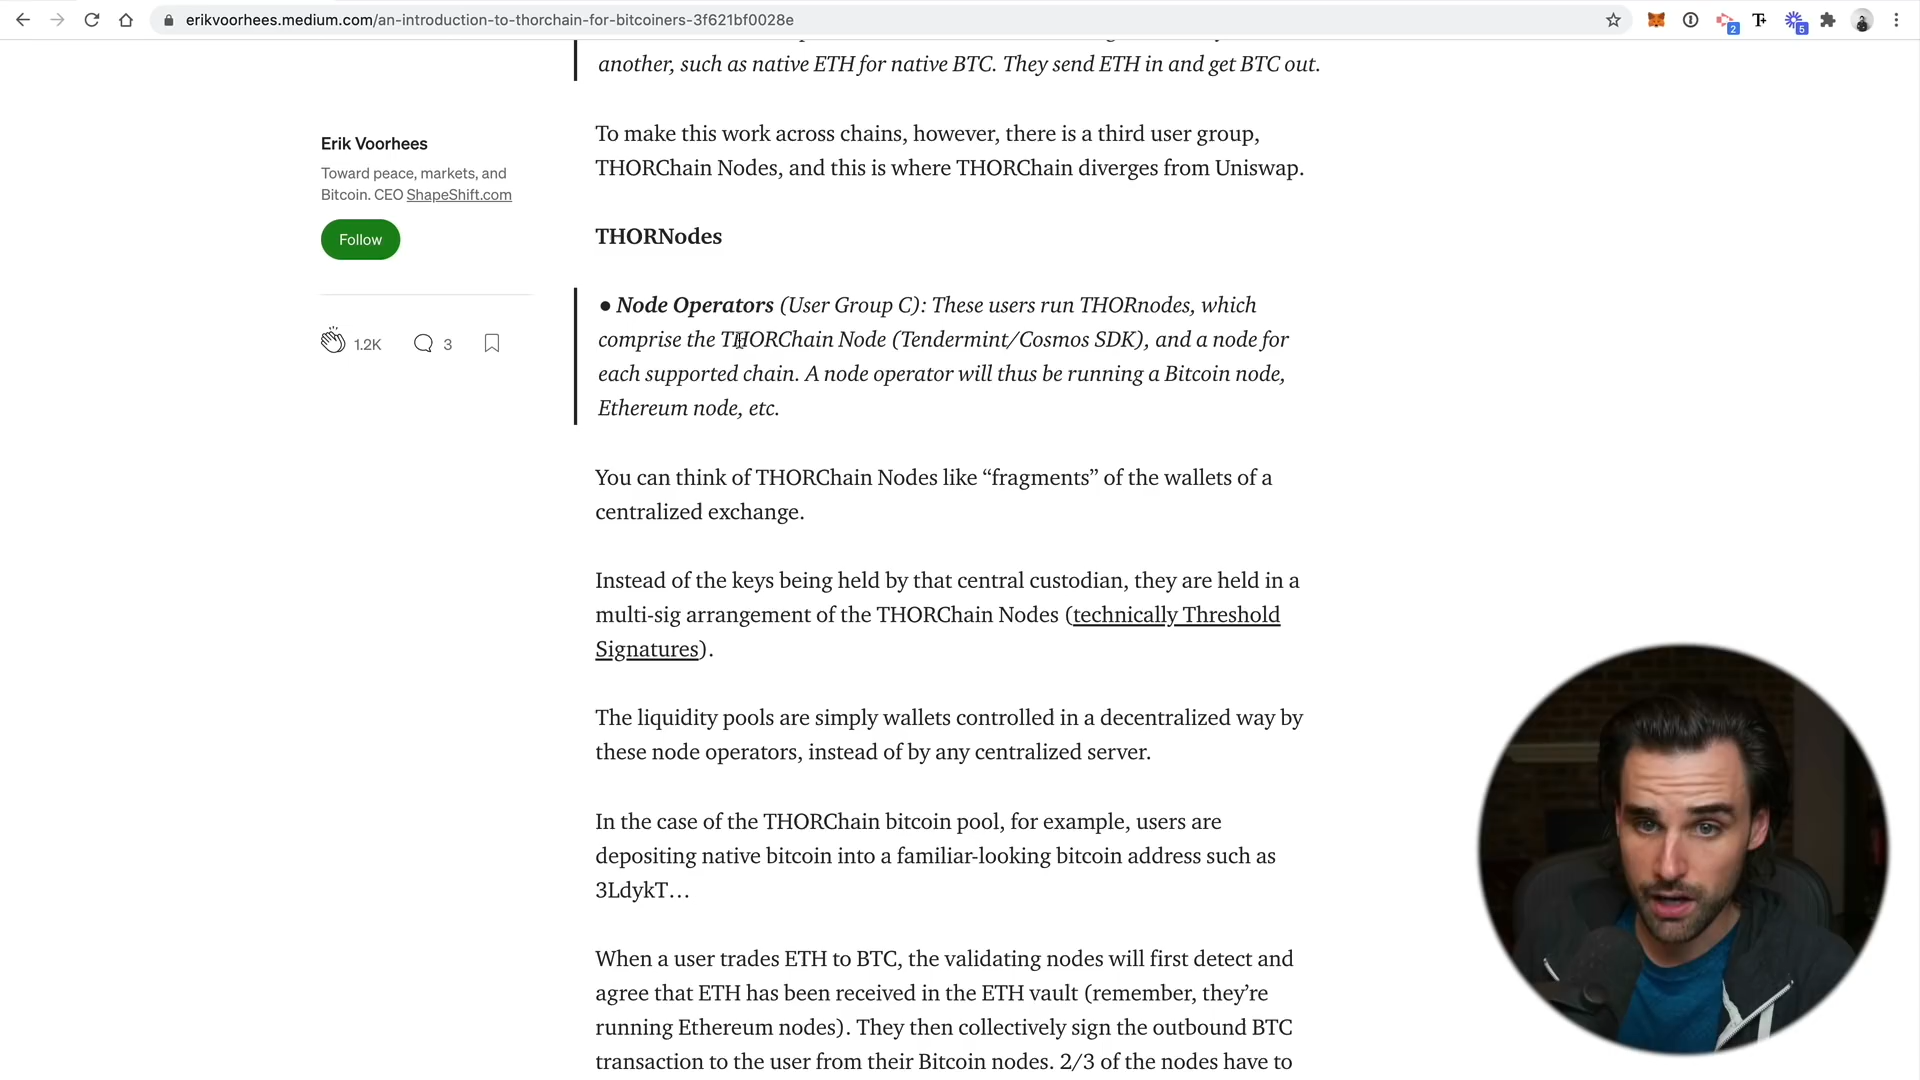 erikvoorhees.medium.com/an-introduction-to-thorchain-for-bitcoiners-3f621bf0028e
2
5
another, such as native ETH for native BTC. They send ETH in and get BTC out.
Erik Voorhees
Toward peace, markets, and
Bitcoin. CEO ShapeShift.com
Follow
1.2K
3
To make this work across chains, however, there is a third user group,
THORChain Nodes, and this is where THORChain diverges from Uniswap.
THORNodes
● Node Operators (User Group C): These users run THORnodes, which
comprise the THORChain Node (Tendermint/Cosmos SDK), and a node for
each supported chain. A node operator will thus be running a Bitcoin node,
Ethereum node, etc.
You can think of THORChain Nodes like “fragments” of the wallets of a
centralized exchange.
Instead of the keys being held by that central custodian, they are held in a
multi-sig arrangement of the THORChain Nodes (technically Threshold
Signatures).
The liquidity pools are simply wallets controlled in a decentralized way by
these node operators, instead of by any centralized server.
In the case of the THORChain bitcoin pool, for example, users are
depositing native bitcoin into a familiar-looking bitcoin address such as
3LdykT…
When a user trades ETH to BTC, the validating nodes will first detect and
agree that ETH has been received in the ETH vault (remember, they’re
running Ethereum nodes). They then collectively sign the outbound BTC
transaction to the user from their Bitcoin nodes. 2/3 of the nodes have to